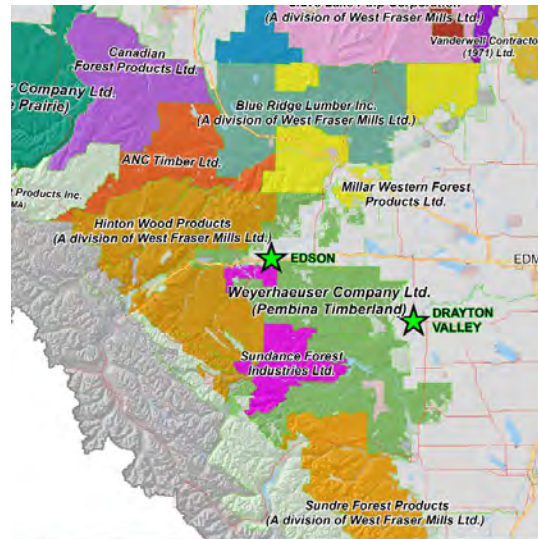 (A division of West Fraser Mills Ltd.)
Canadian
Forest Products Ltd.
Vanderwell Contractor
(1971) Ltd.
Company Ltd.
Prairie)
Blue Ridge Lumber Inc.
(A division of West Fraser Mills Ltd.)
ANC Timber Ltd.
Products Inc.
MA)
Millar Western Forest
Products Ltd.
Hinton Wood Products
(A division of West Fraser Mills Ltd.)
EDSON
EDM
Weyerhaeuser Company Ltd.
(Pembina Timberland)
DRAYTON
VALLEY
Sundance Forest
Industries Ltd.
Sundre Forest Products
(A division of West Fraser Mills Ltd.)